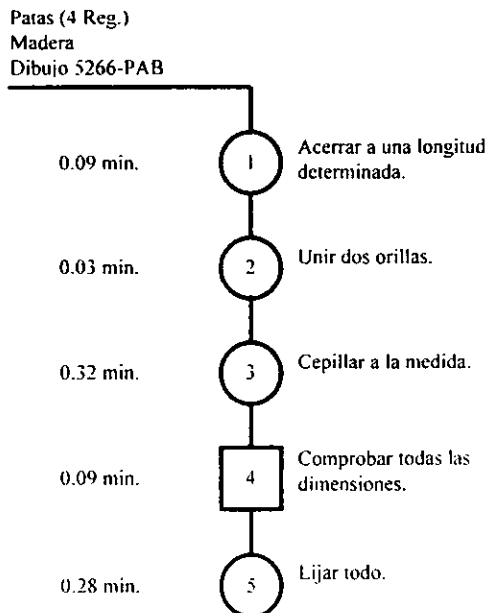 Patas (4 Reg.)
Madera
Dibujo 5266-PAB
0.09 min.
1
Acerrar a una longitud
determinada.
0.03 min.
2
Unir dos orillas.
0.32 min.
3
Cepillar a la medida.
0.09 min.
4
Comprobar todas las
dimensiones.
0.28 min.
5
Lijar todo.